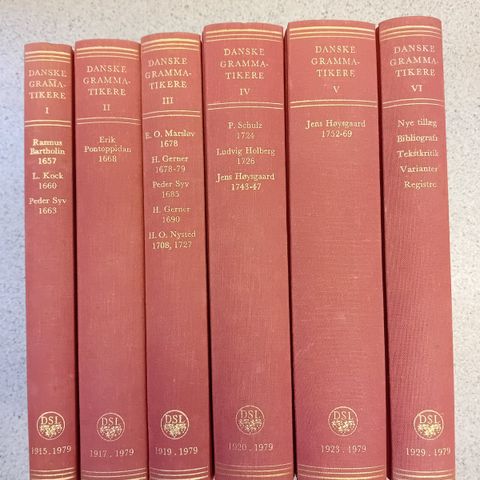 DANSKE
GRAMMA-
TIKERE
I
Rasmus
Bartholin
1657
L. Kock
1660
Peder Syv
1663
DSL
1915 . 1979
DANSKE
GRAMMA-
TIKERE
II
Erik
Pontoppidan
1668
DSL
1917 . 1979
DANSKE
GRAMMA-
TIKERE
III
E. O. Marsløv
1678
H. Gerner
1678-79
Peder Syv
1685
H. Gerner
1690
H. O. Nysted
1708, 1727
DSL
1919 . 1979
DANSKE
GRAMMA-
TIKERE
IV
P. Schulz
1724
Ludvig Holberg
1726
Jens Høysgaard
1743-47
DSL
1920 . 1979
DANSKE
GRAMMA-
TIKERE
V
Jens Høysgaard
1752-69
DSL
1923 . 1979
DANSKE
GRAMMA-
TIKERE
VI
Nye tillæg
Bibliografi
Tekstkritik
Varianter
Registre
DSL
1929 . 1979